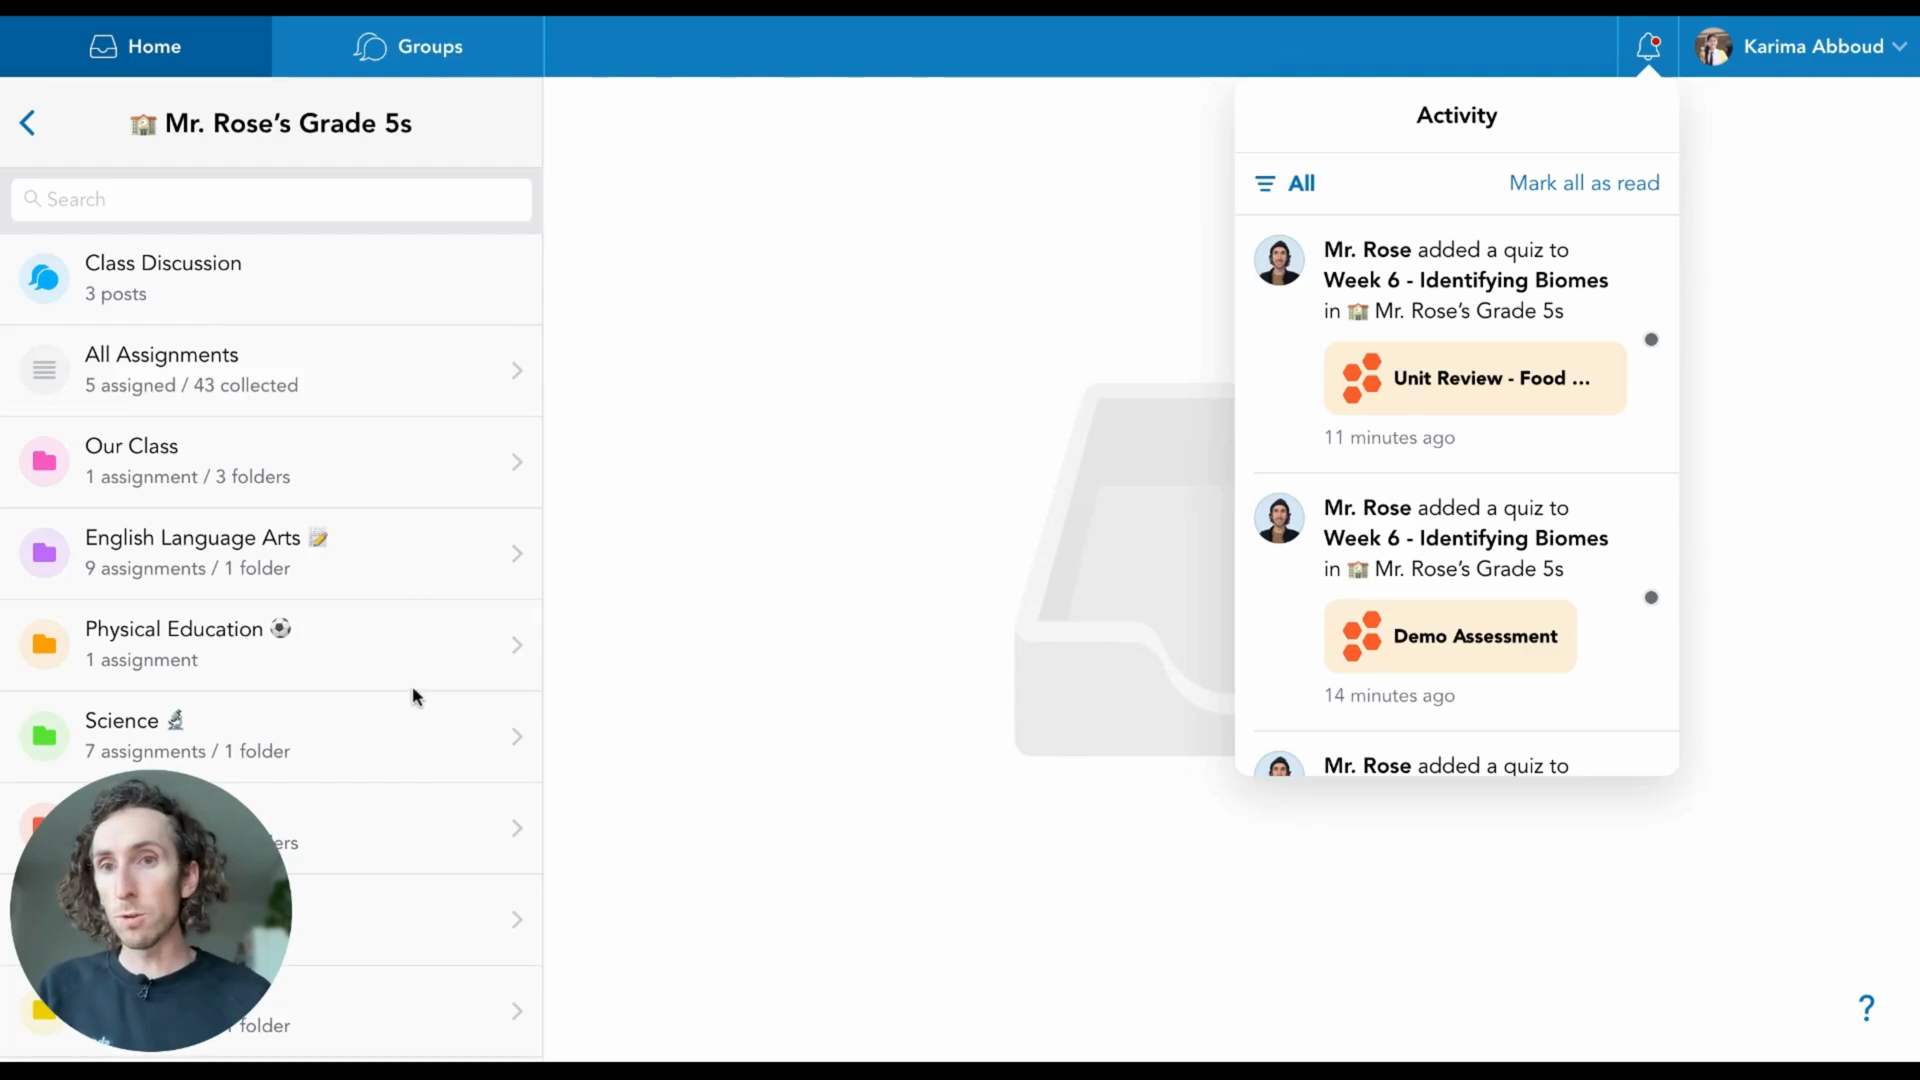 Home
Groups
Karima Abboud
🏫 Mr. Rose’s Grade 5s
Search
Class Discussion
3 posts
All Assignments
5 assigned / 43 collected
Our Class
1 assignment / 3 folders
English Language Arts 📝
9 assignments / 1 folder
Physical Education ⚽
1 assignment
Science 🔬
7 assignments / 1 folder
folder
Activity
All
Mark all as read
Mr. Rose added a quiz to
Week 6 - Identifying Biomes
in 🏫 Mr. Rose’s Grade 5s
Unit Review - Food ...
11 minutes ago
Mr. Rose added a quiz to
Week 6 - Identifying Biomes
in 🏫 Mr. Rose’s Grade 5s
Demo Assessment
14 minutes ago
Mr. Rose added a quiz to
?